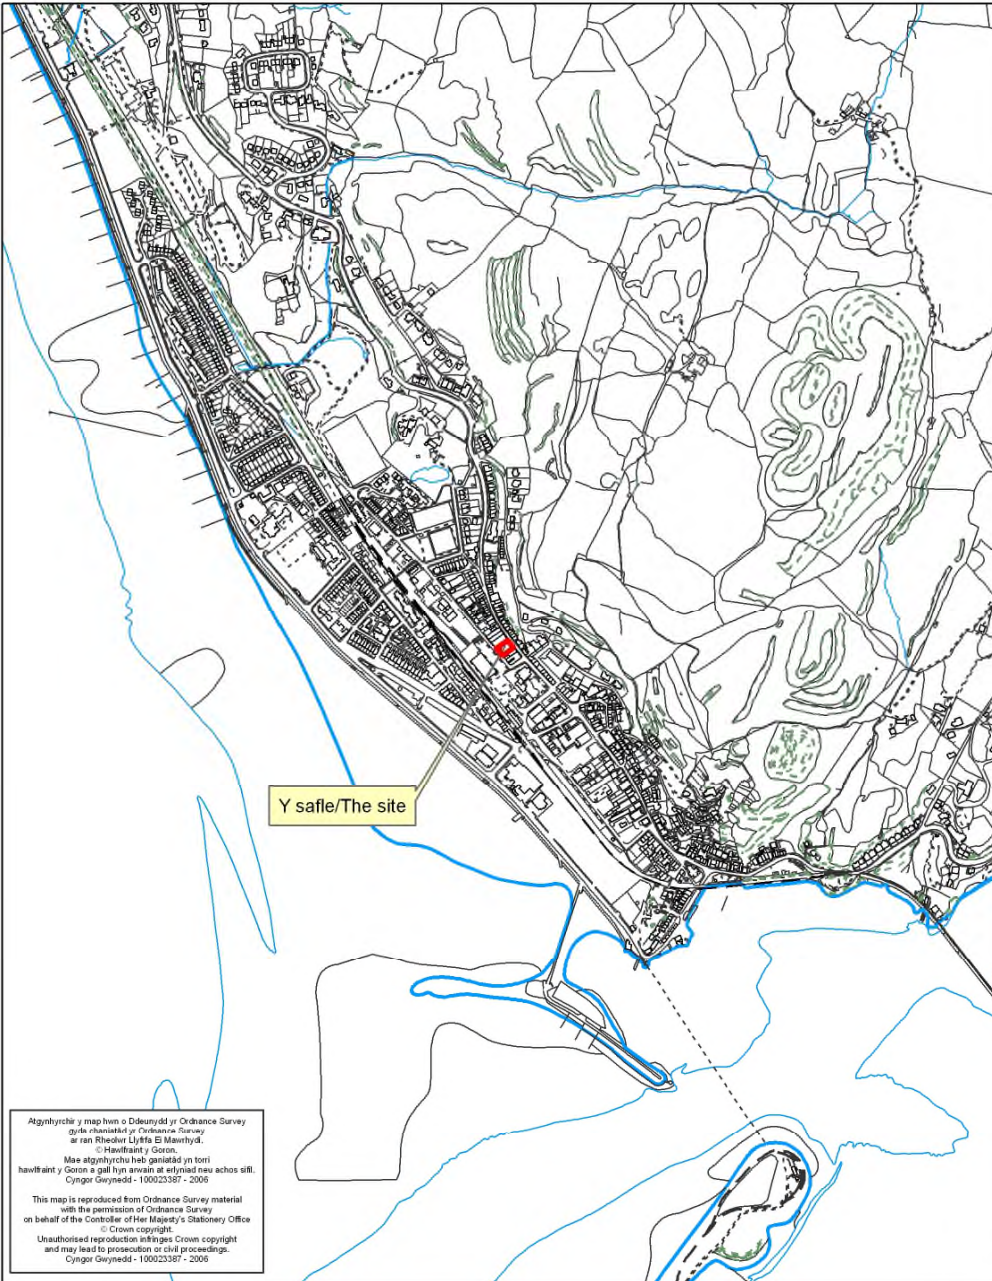 Y safle/The site
Atgynhyrchir y map hwn o Ddeunydd yr Ordnance Survey
gyda chaniatâd yr Ordnance Survey
ar ran Rheolwr Llyfrfa Ei Mawrhydi.
© Hawlfraint y Goron.
Mae atgynhyrchu heb ganiatâd yn torri
hawlfraint y Goron a gall hyn arwain at erlyniad neu achos sifil.
Cyngor Gwynedd - 100023387 - 2006
This map is reproduced from Ordnance Survey material
with the permission of Ordnance Survey
on behalf of the Controller of Her Majesty's Stationery Office
© Crown copyright.
Unauthorised reproduction infringes Crown copyright
and may lead to prosecution or civil proceedings.
Cyngor Gwynedd - 100023387 - 2006